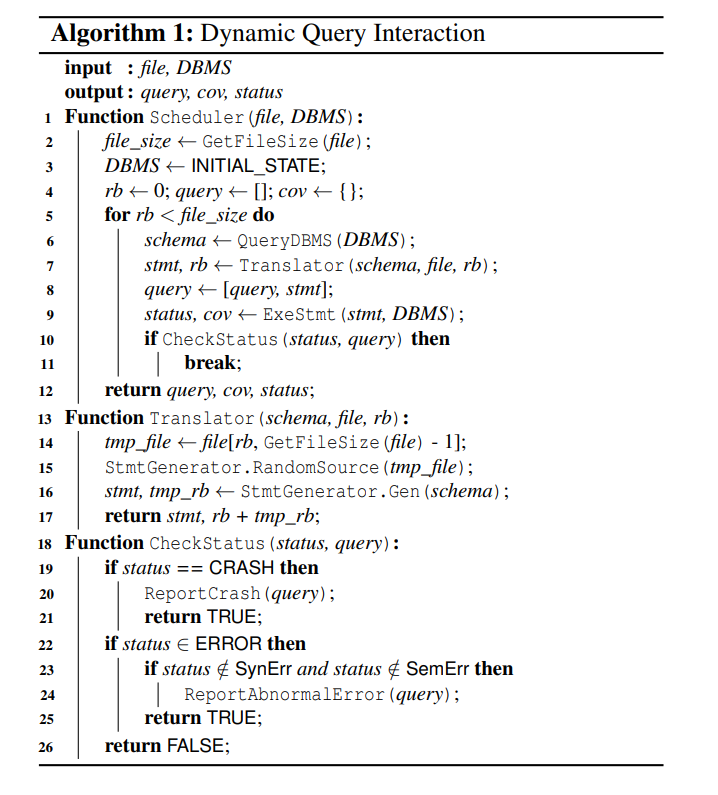 Algorithm 1: Dynamic Query Interaction
input : file, DBMS
output : query, cov, status
1 Function Scheduler(file, DBMS):
2 file_size ← GetFileSize(file);
3 DBMS ← INITIAL_STATE;
4 rb ← 0; query ← []; cov ← {};
5 for rb < file_size do
6 schema ← QueryDBMS(DBMS);
7 stmt, rb ← Translator(schema, file, rb);
8 query ← [query, stmt];
9 status, cov ← ExeStmt(stmt, DBMS);
10 if CheckStatus(status, query) then
11 break;
12 return query, cov, status;
13 Function Translator(schema, file, rb):
14 tmp_file ← file[rb, GetFileSize(file) - 1];
15 StmtGenerator.RandomSource(tmp_file);
16 stmt, tmp_rb ← StmtGenerator.Gen(schema);
17 return stmt, rb + tmp_rb;
18 Function CheckStatus(status, query):
19 if status == CRASH then
20 ReportCrash(query);
21 return TRUE;
22 if status ∈ ERROR then
23 if status ∉ SynErr and status ∉ SemErr then
24 ReportAbnormalError(query);
25 return TRUE;
26 return FALSE;